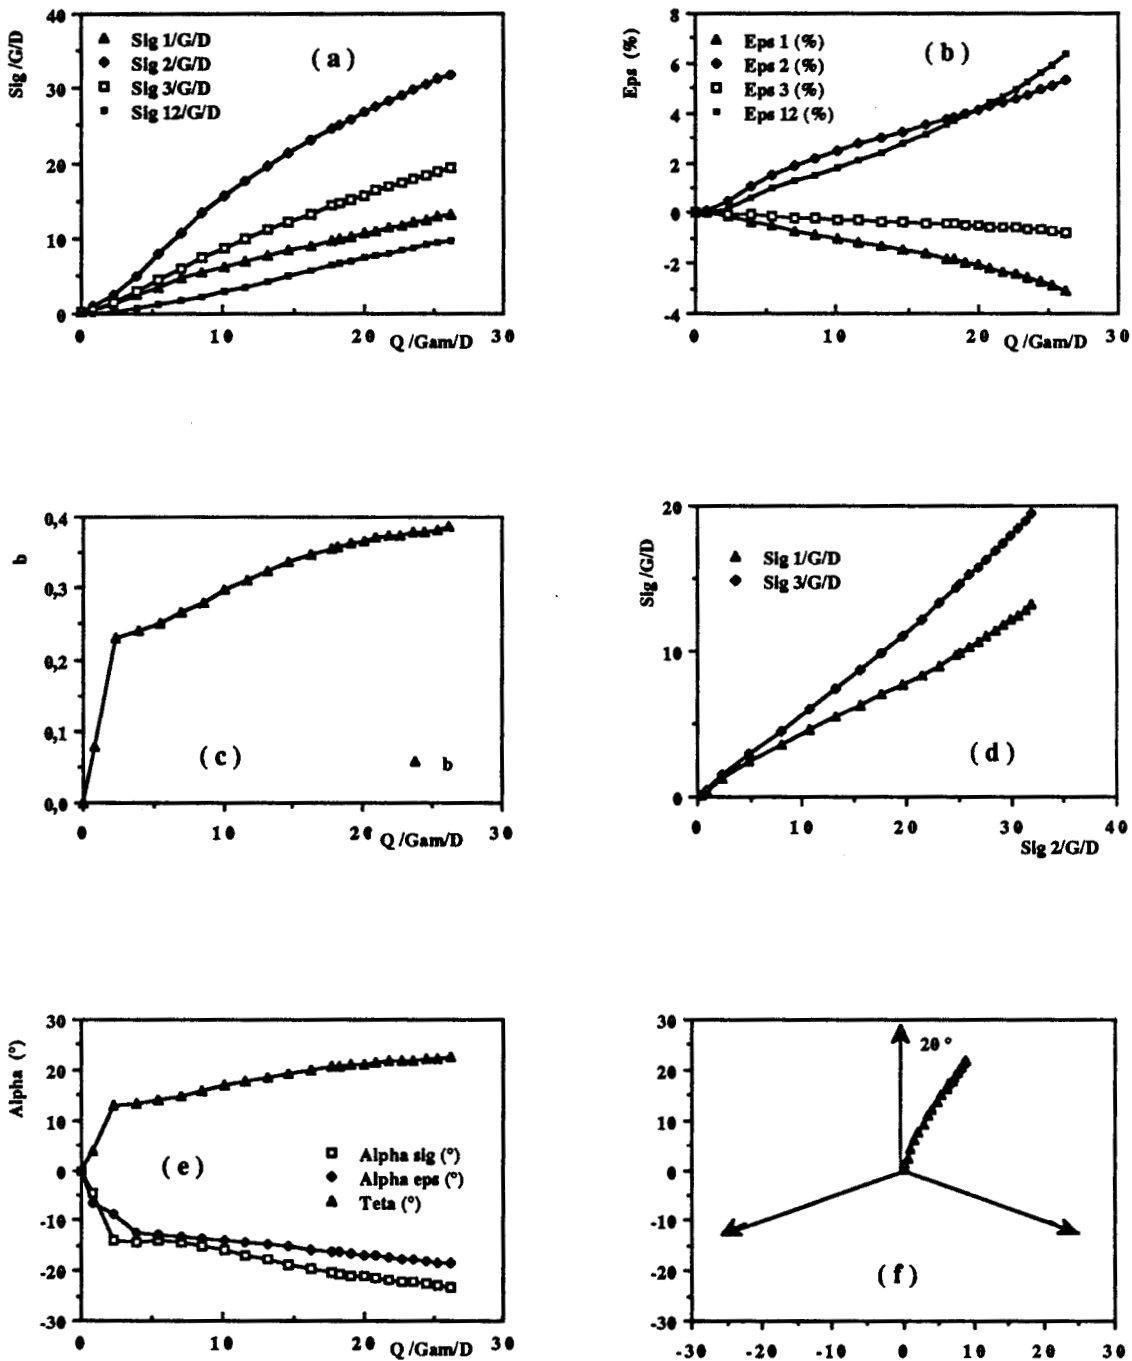 Sig /G/D
40
30
20
10
0
Sig 1/G/D
Sig 2/G/D
Sig 3/G/D
Sig 12/G/D
(a)
0 10 20 30
Q /Gam/D
Eps (%)
8
6
4
2
0
-2
-4
Eps 1 (%)
Eps 2 (%)
Eps 3 (%)
Eps 12 (%)
(b)
0 10 20 30
Q /Gam/D
b
0,4
0,3
0,2
0,1
0,0
(c)
b
0 10 20 30
Q /Gam/D
Sig /G/D
20
10
0
Sig 1/G/D
Sig 3/G/D
(d)
0 10 20 30 40
Sig 2/G/D
Alpha (°)
30
20
10
0
-10
-20
-30
(e)
Alpha sig (°)
Alpha eps (°)
Teta (°)
0 10 20 30
Q /Gam/D
30
20
10
0
-10
-20
-30
20°
(f)
-30 -20 -10 0 10 20 30